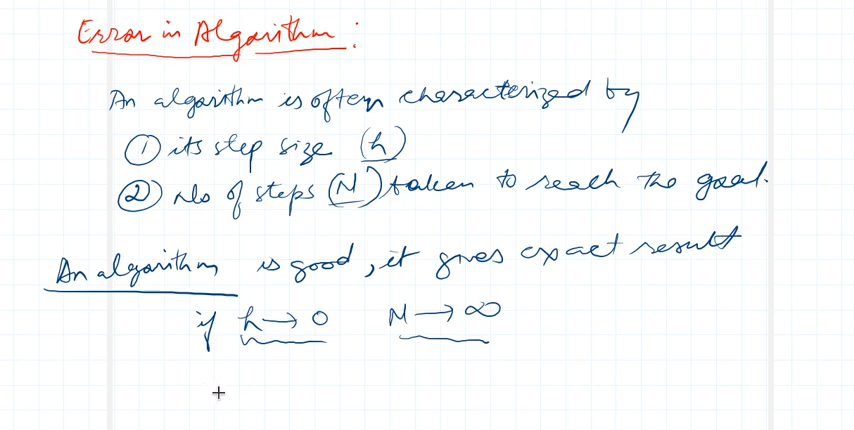 Error in Algorithm :
An algorithm is often characterized by
① its step size (h)
② No of steps (N) taken to reach the goal.
An algorithm is good, it gives exact result
if h → 0 N → ∞